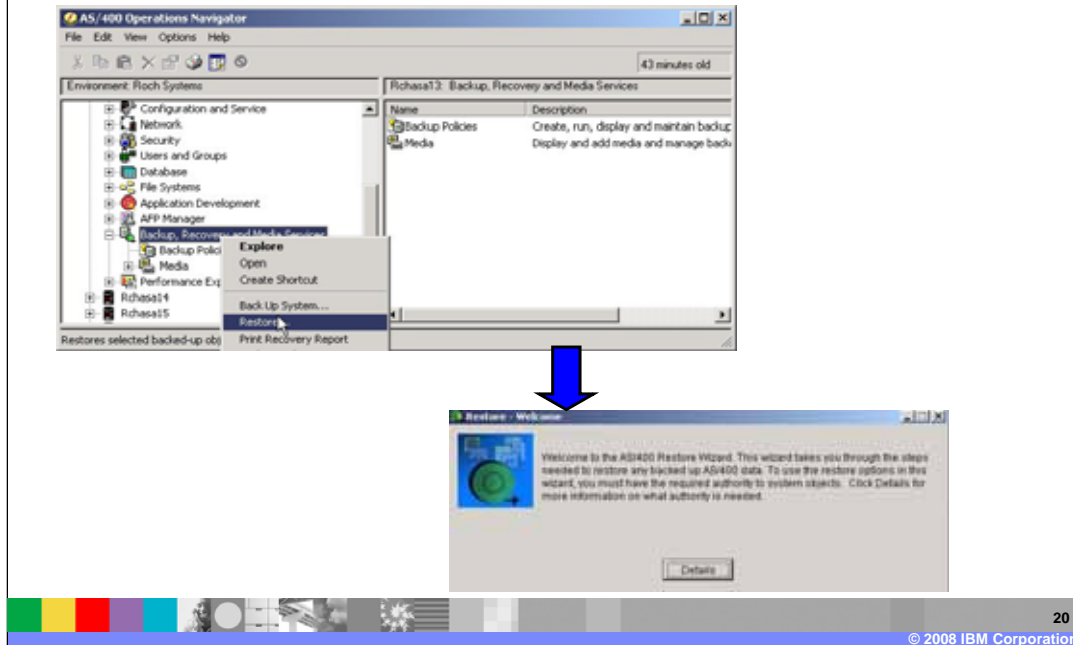 AS/400 Operations Navigator
File Edit View Options Help
43 minutes old
Environment: Roch Systems
Rchasa13: Backup, Recovery and Media Services
Configuration and Service
Network
Security
Users and Groups
Database
File Systems
Application Development
AFP Manager
Backup, Recovery and Media Services
Backup Polici
Media
Performance Exp
Rchasa14
Rchasa15
Name Description
Backup Policies Create, run, display and maintain backup
Media Display and add media and manage back
Explore
Open
Create Shortcut
Back Up System...
Restore...
Print Recovery Report
Restores selected backed-up obj
Restore - Welcome
Welcome to the AS/400 Restore Wizard. This wizard takes you through the steps
needed to restore any backed up AS/400 data. To use the restore options in this
wizard, you must have the required authority to system objects. Click Details for
more information on what authority is needed.
Details
20
© 2008 IBM Corporation